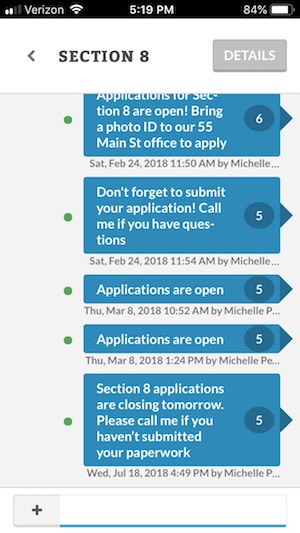 Verizon 5:19 PM 84%
SECTION 8
DETAILS
Applications for Sec-
tion 8 are open! Bring
a photo ID to our 55
Main St office to apply
6
Sat, Feb 24, 2018 11:50 AM by Michelle...
Don't forget to submit
your application! Call
me if you have ques-
tions
5
Sat, Feb 24, 2018 11:54 AM by Michelle...
Applications are open
5
Thu, Mar 8, 2018 10:52 AM by Michelle P...
Applications are open
5
Thu, Mar 8, 2018 1:24 PM by Michelle Pe...
Section 8 applications
are closing tomorrow.
Please call me if you
haven't submitted
your paperwork
5
Wed, Jul 18, 2018 4:49 PM by Michelle P...
+